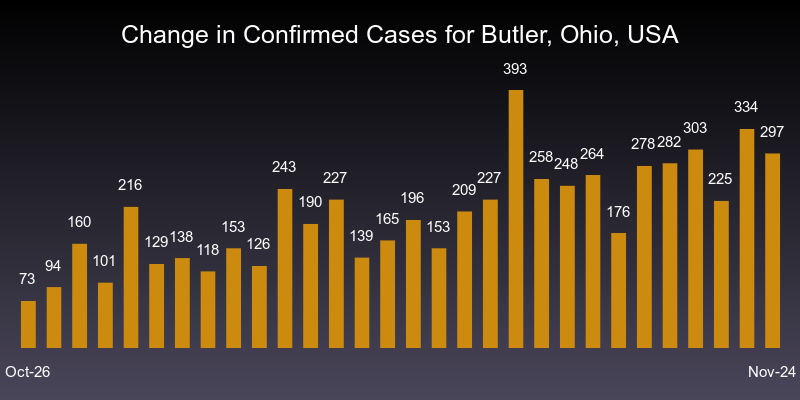 Change in Confirmed Cases for Butler, Ohio, USA
73 94 160 101 216 129 138 118 153 126 243 190 227 139 165 196 153 209 227 393 258 248 264 176 278 282 303 225 334 297
Oct-26 Nov-24